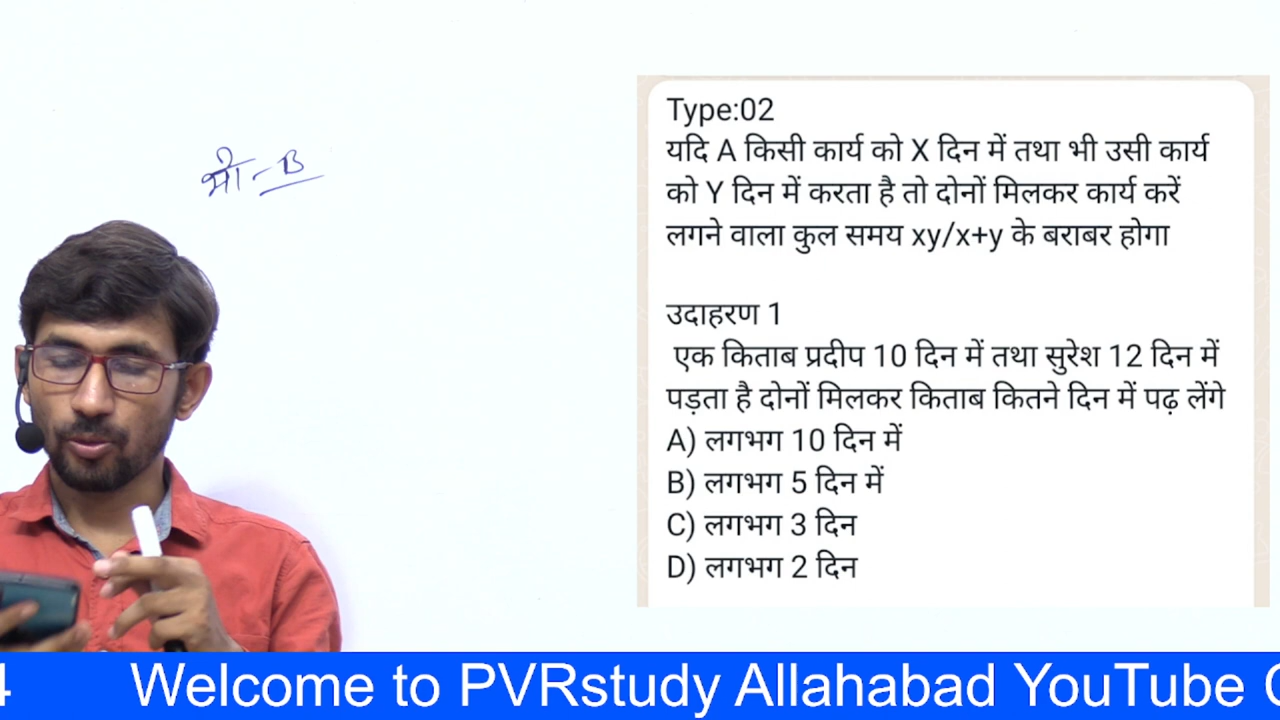 भी - B
Type:02
यदि A किसी कार्य को X दिन में तथा भी उसी कार्य
को Y दिन में करता है तो दोनों मिलकर कार्य करें
लगने वाला कुल समय xy/x+y के बराबर होगा
उदाहरण 1
एक किताब प्रदीप 10 दिन में तथा सुरेश 12 दिन में
पड़ता है दोनों मिलकर किताब कितने दिन में पढ़ लेंगे
A) लगभग 10 दिन में
B) लगभग 5 दिन में
C) लगभग 3 दिन
D) लगभग 2 दिन
4 Welcome to PVRstudy Allahabad YouTube